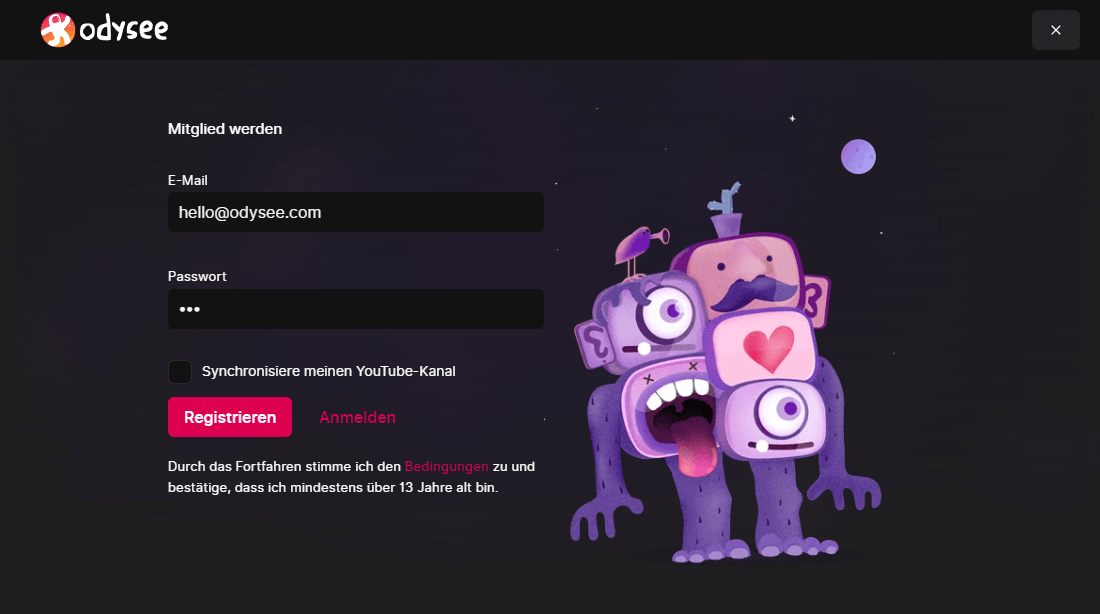 odysee
Mitglied werden
E-Mail
hello@odysee.com
Passwort
•••
Synchronisiere meinen YouTube-Kanal
Registrieren Anmelden
Durch das Fortfahren stimme ich den Bedingungen zu und
bestätige, dass ich mindestens über 13 Jahre alt bin.